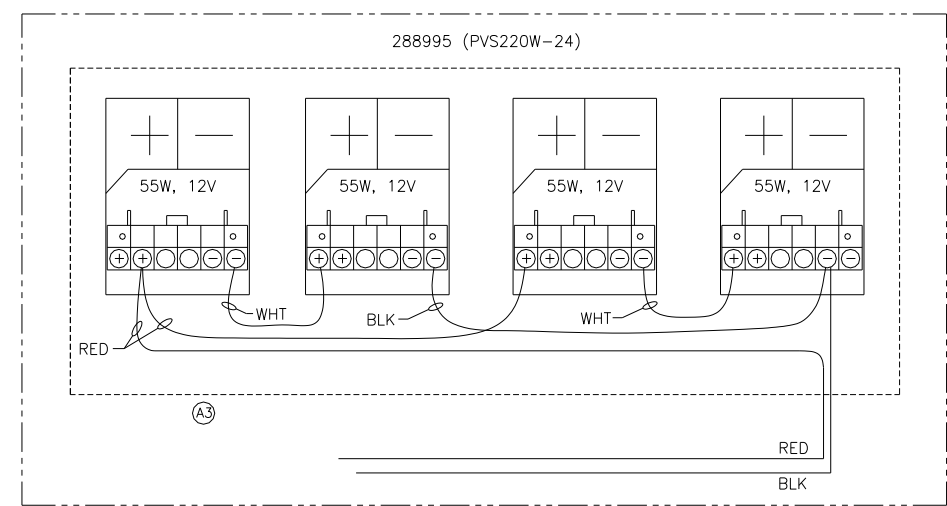 288995 (PVS220W-24)
+ - + - + - + -
55W, 12V 55W, 12V 55W, 12V 55W, 12V
+ + - - + + - - + + - - + + - -
WHT
BLK
WHT
RED
A3
RED
BLK